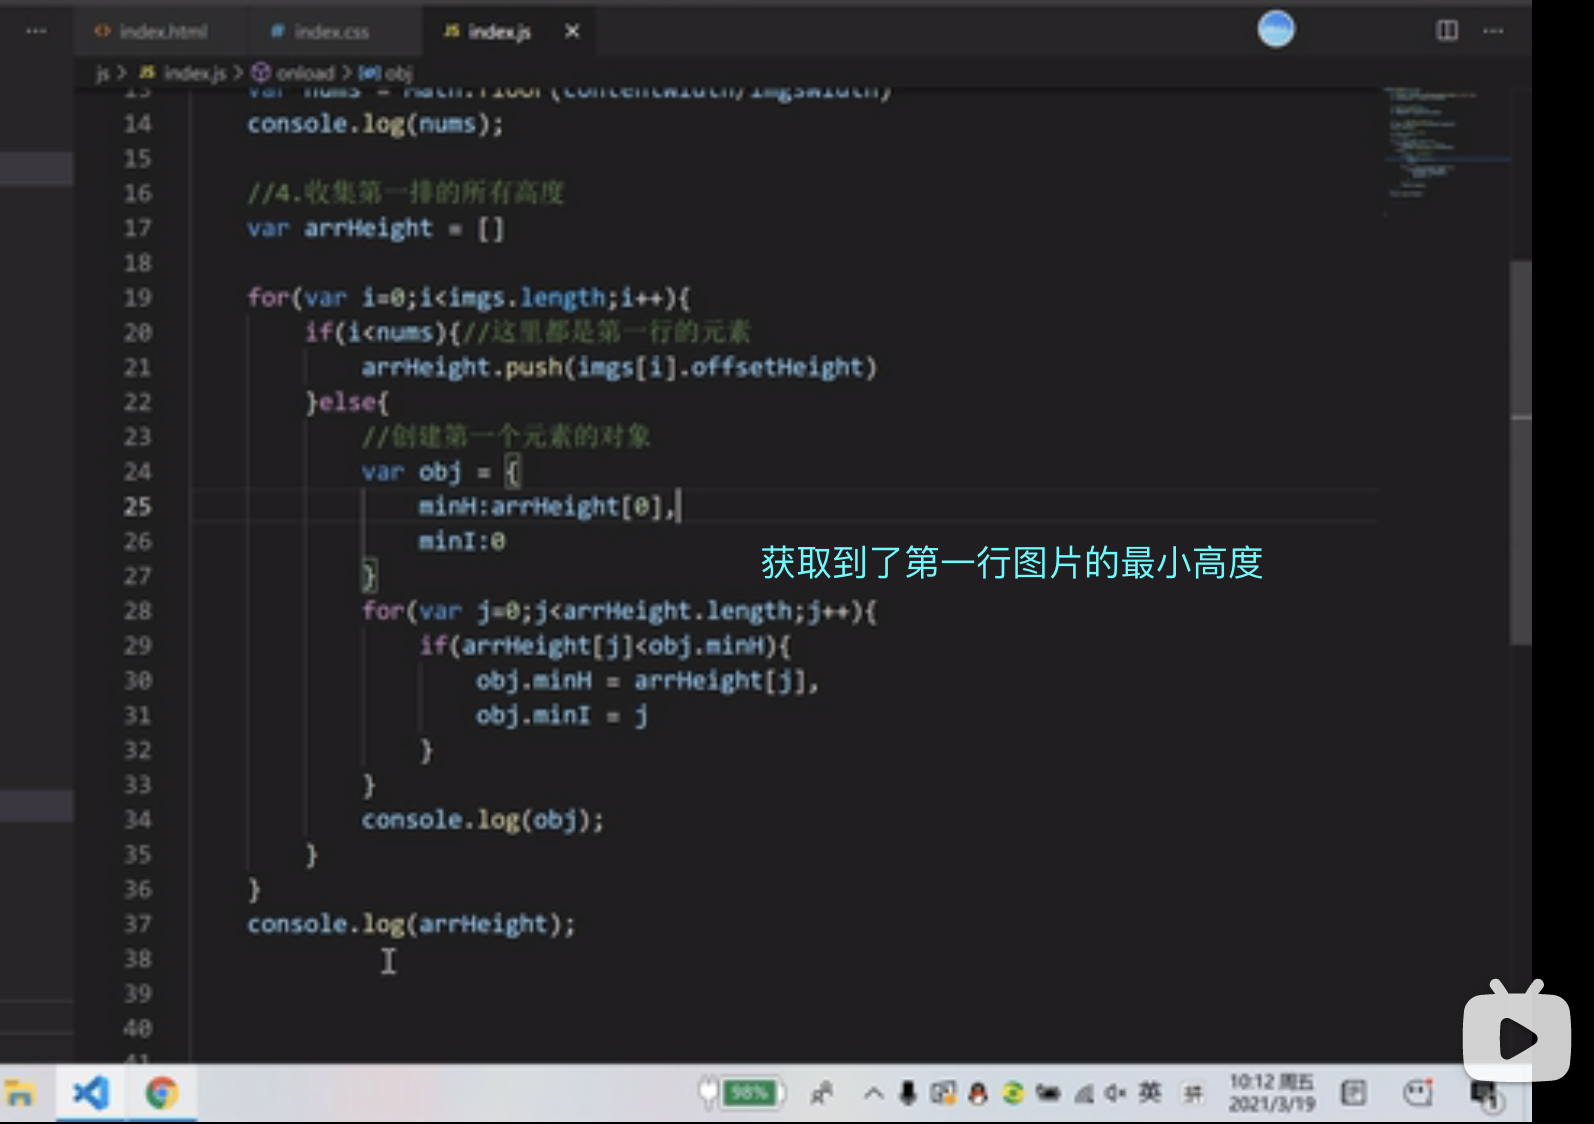 index.html
index.css
JS index.js
js > JS index.js > onload > obj
13 var nums = Math.floor(contentWidth/imgsWidth)
14 console.log(nums);
15
16 //4.收集第一排的所有高度
17 var arrHeight = []
18
19 for(var i=0;i<imgs.length;i++){
20 if(i<nums){//这里都是第一行的元素
21 arrHeight.push(imgs[i].offsetHeight)
22 }else{
23 //创建第一个元素的对象
24 var obj = {
25 minH:arrHeight[0],
26 minI:0
获取到了第一行图片的最小高度
27 }
28 for(var j=0;j<arrHeight.length;j++){
29 if(arrHeight[j]<obj.minH){
30 obj.minH = arrHeight[j],
31 obj.minI = j
32 }
33 }
34 console.log(obj);
35 }
36 }
37 console.log(arrHeight);
38
39
40
41
98%
英
拼
10:12 周五
2021/3/19
1